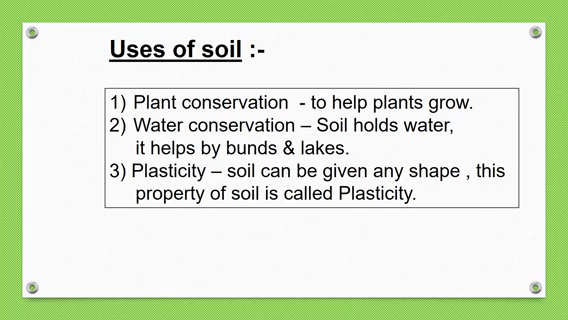 Uses of soil :-
1) Plant conservation - to help plants grow.
2) Water conservation – Soil holds water,
it helps by bunds & lakes.
3) Plasticity – soil can be given any shape , this
property of soil is called Plasticity.